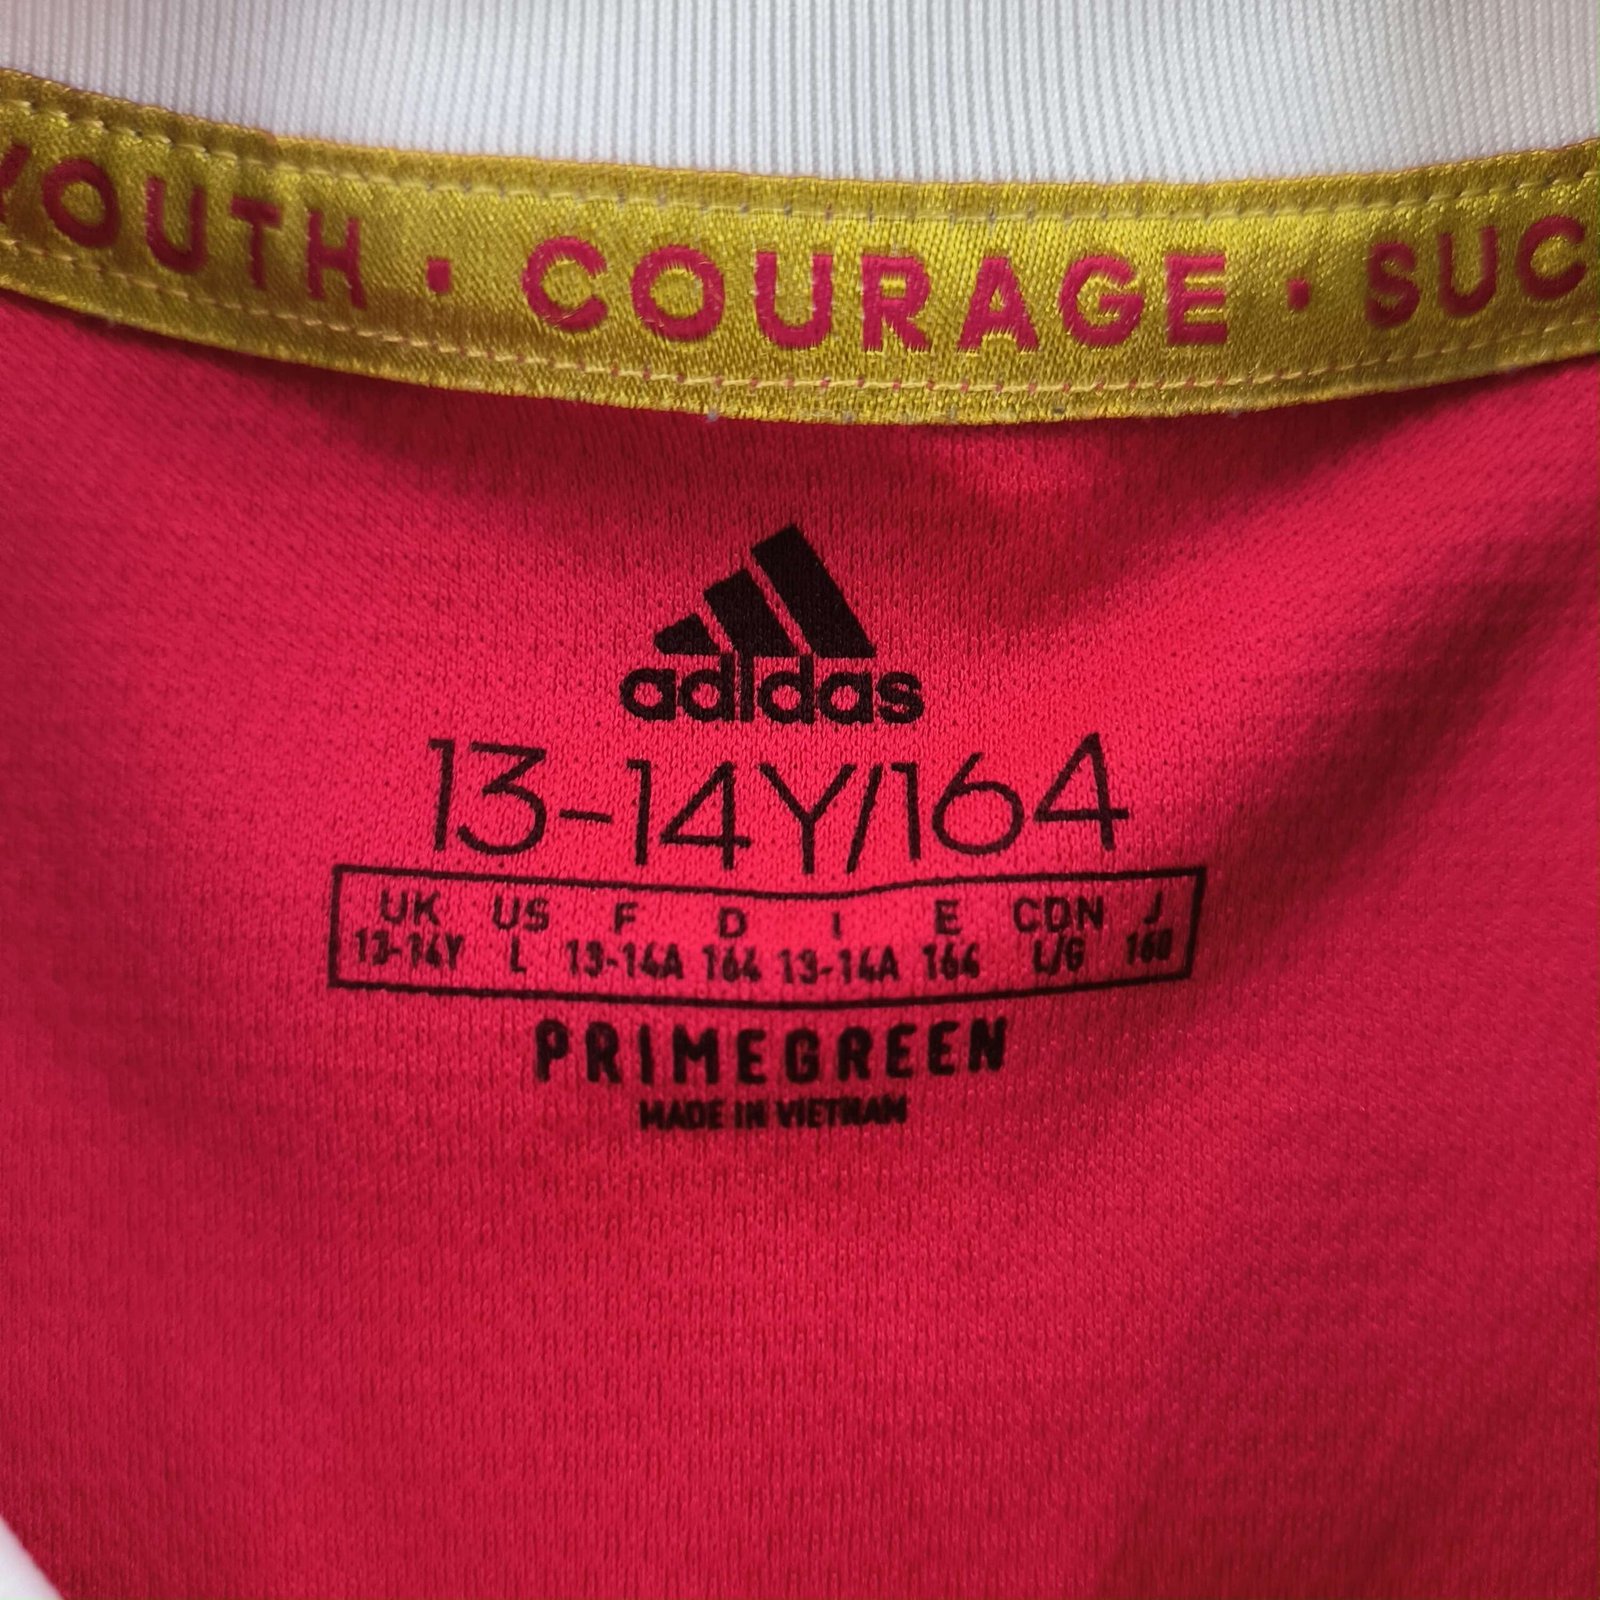 YOUTH · COURAGE · SUC
adidas
13-14Y/164
UK US F D I E CDN J
13-14Y L 13-14A 164 13-14A 164 L/G 160
PRIMEGREEN
MADE IN VIETNAM